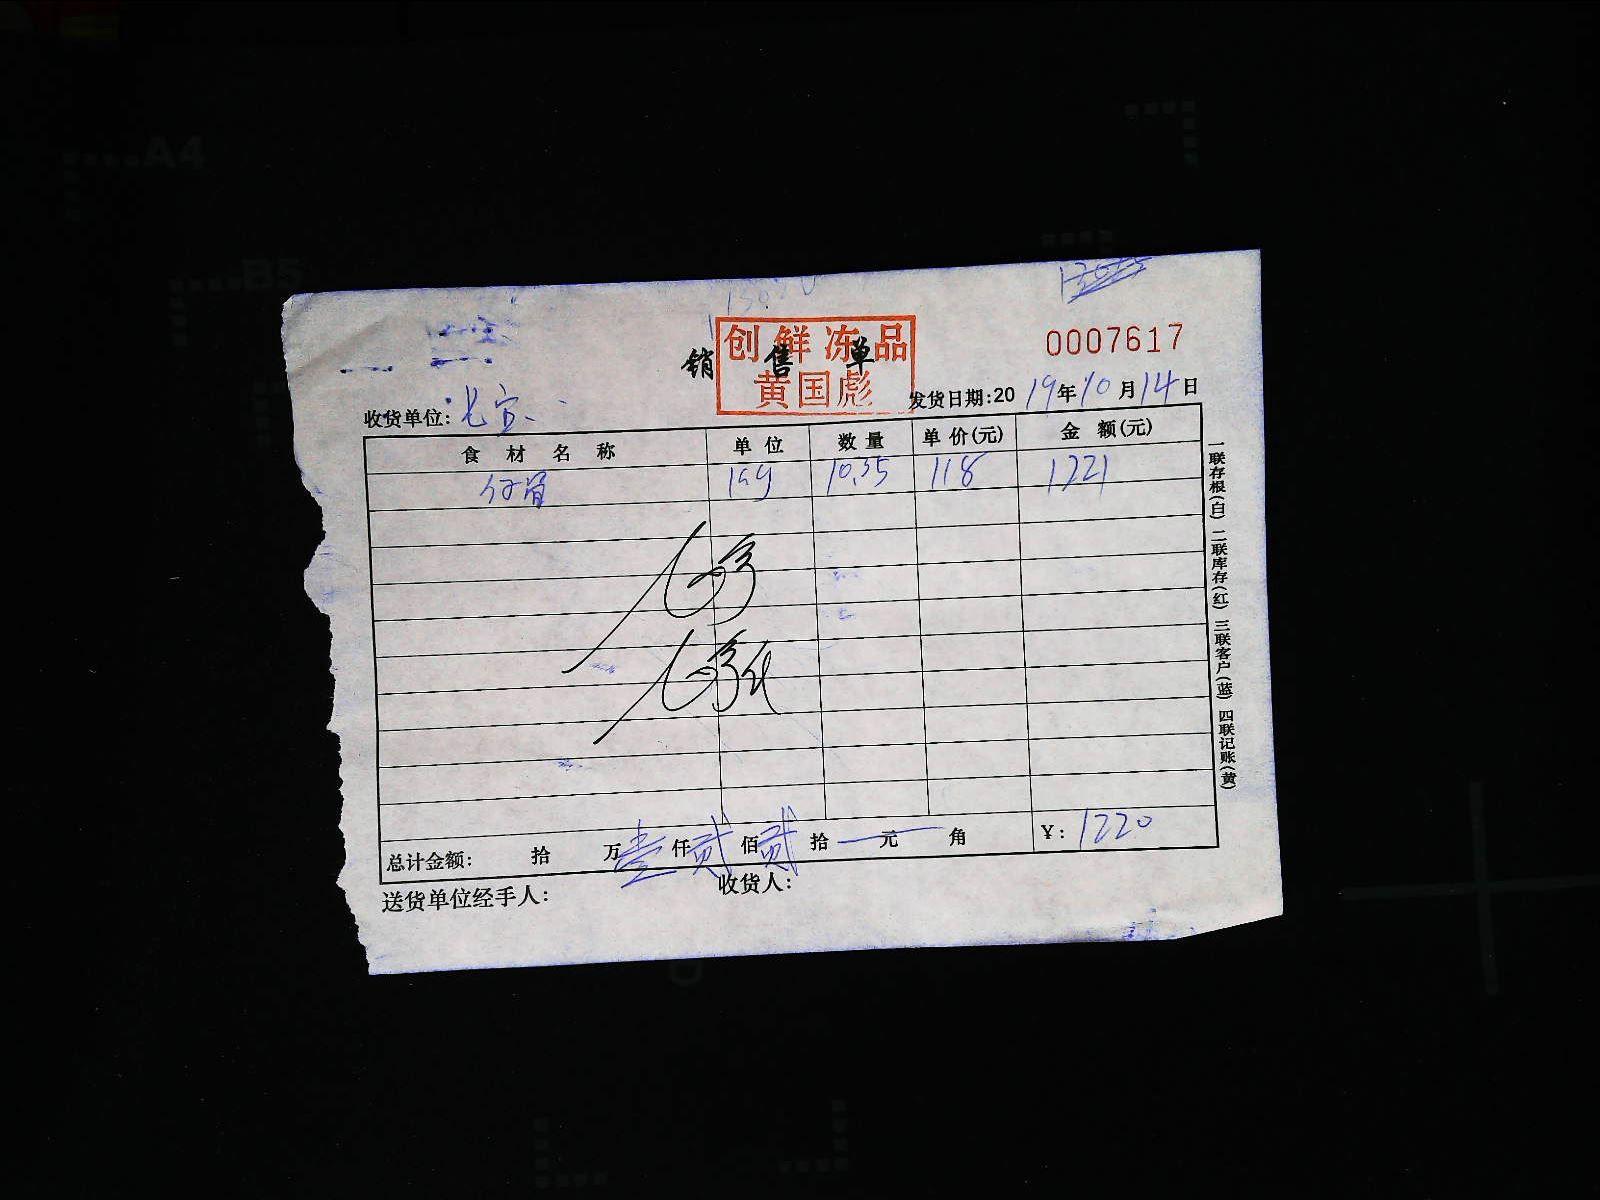 创鲜冻品
销售单
黄国彪
0007617
发货日期:2019年10月14日
收货单位:
食材名称 单位 数量 单价(元) 金额(元)
仔骨 kg 10.35 118 1221
总计金额: 拾 万壹仟贰佰贰拾 元 角 ¥:1220
送货单位经手人: 收货人:
一联存根(白) 二联库存(红) 三联客户(蓝) 四联记账(黄)
A4
B5